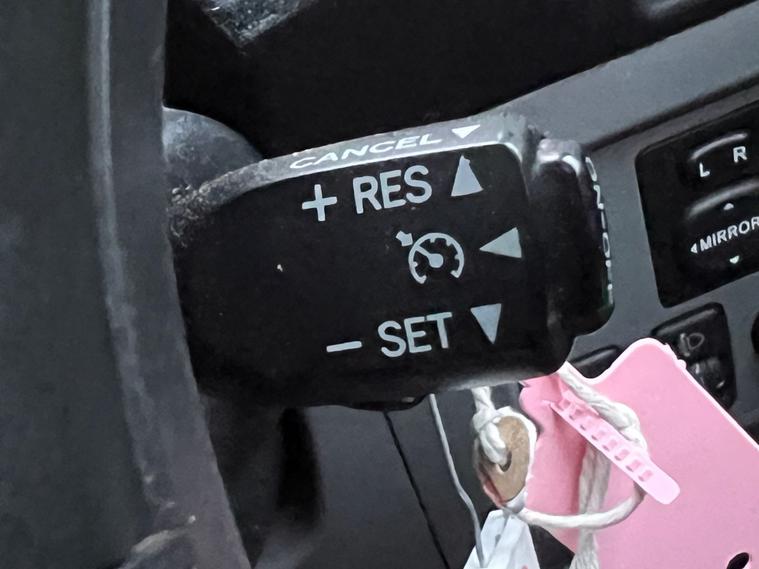 CANCEL
+ RES
- SET
L R
MIRROR